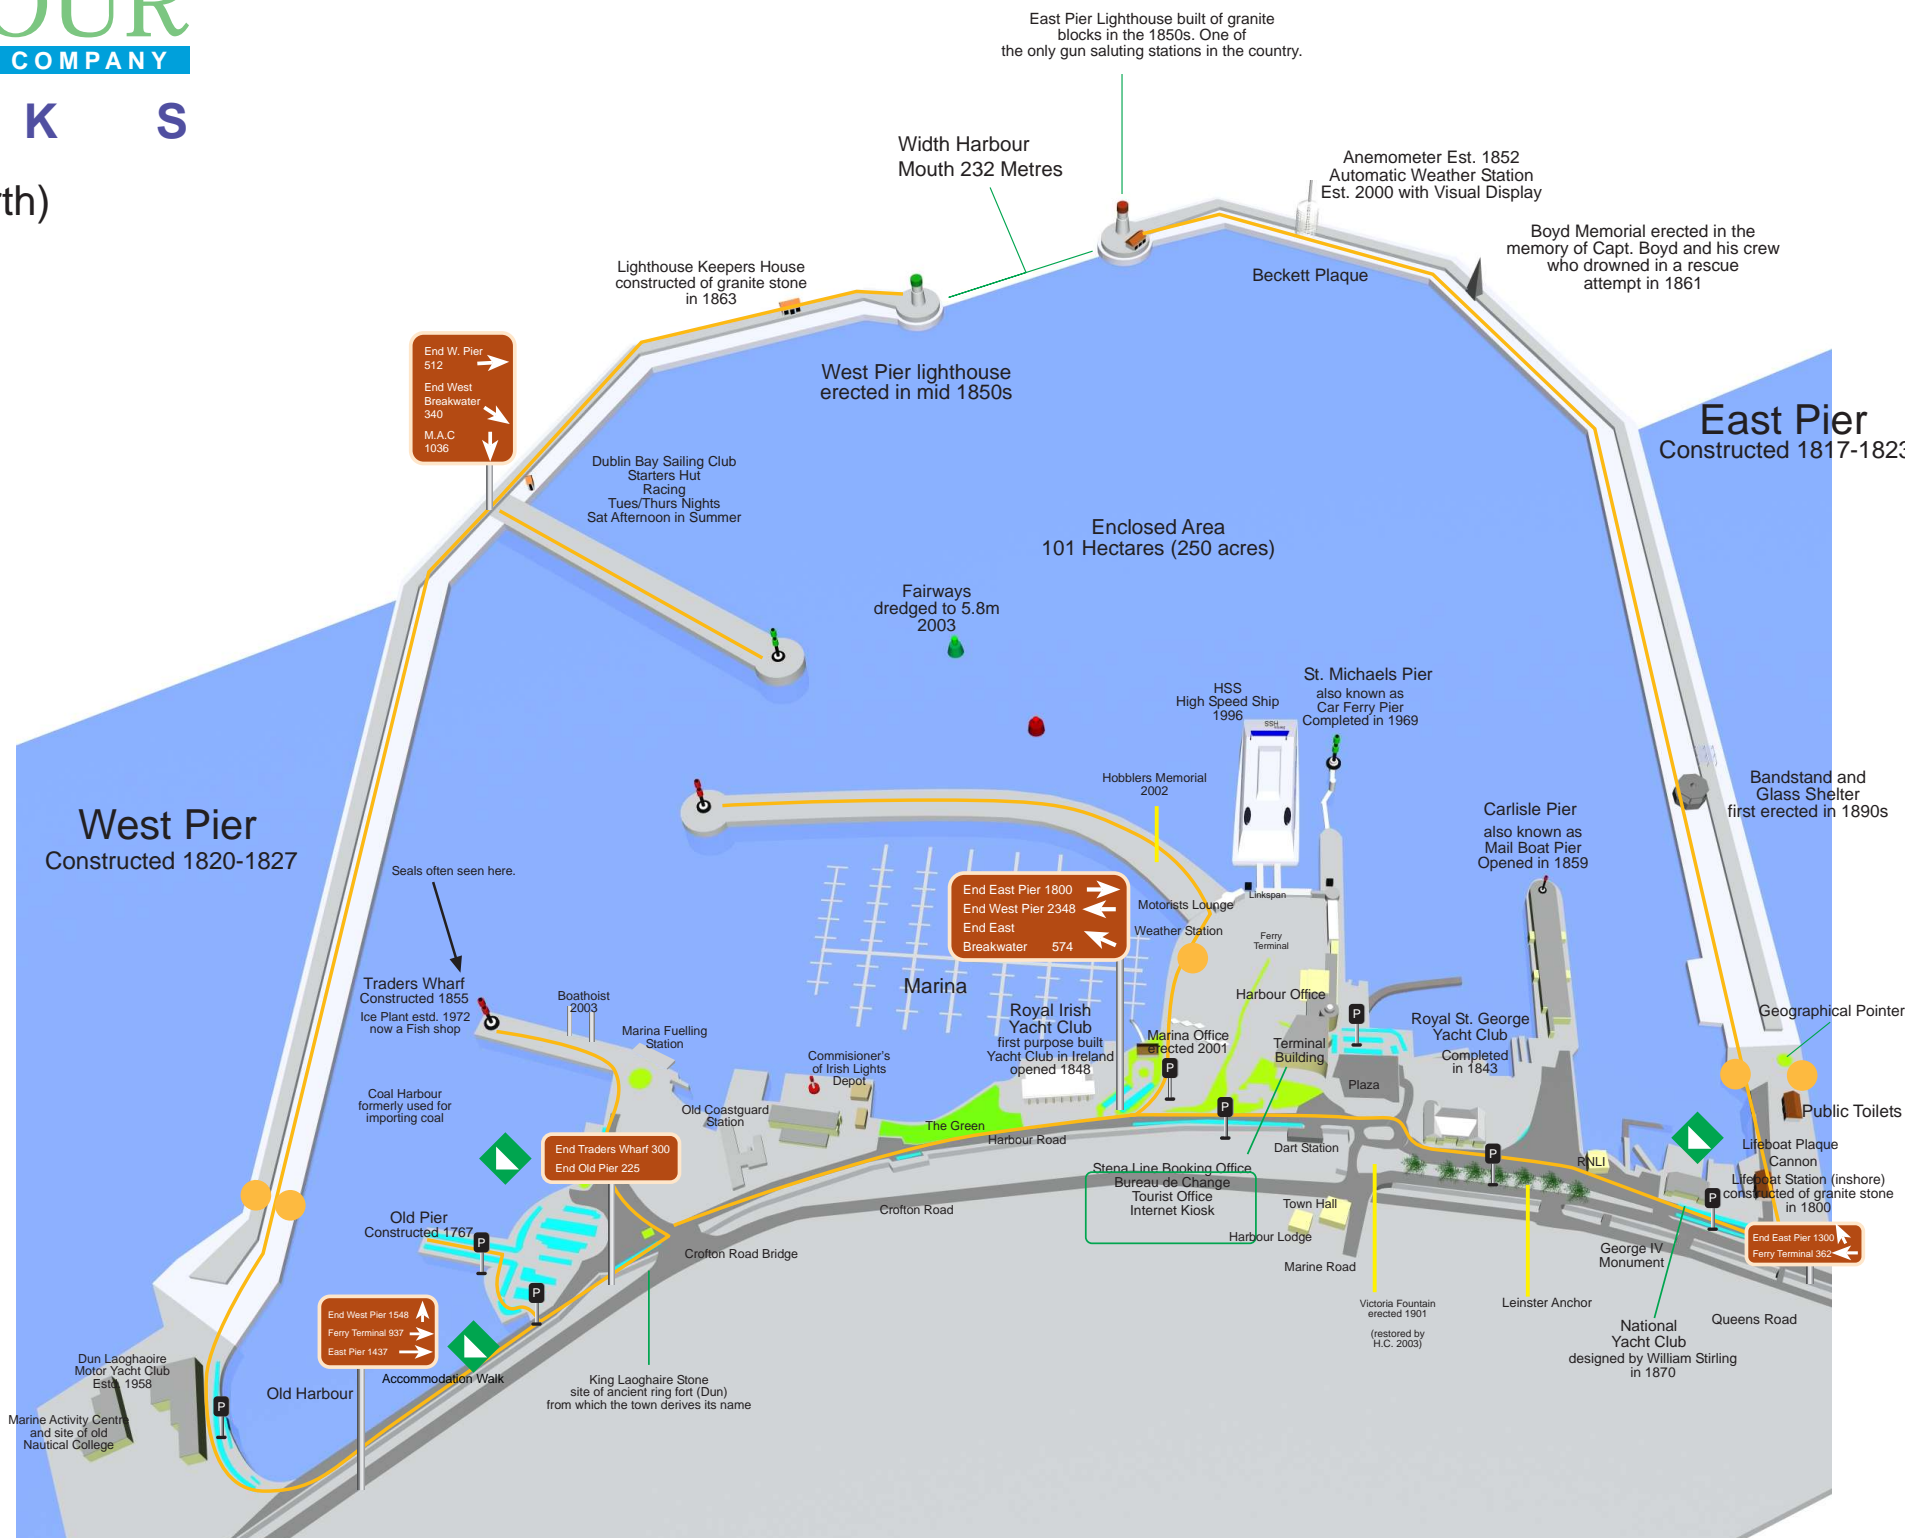 OUR
COMPANY
K S
rth)
East Pier Lighthouse built of granite
blocks in the 1850s. One of
the only gun saluting stations in the country.
Width Harbour
Mouth 232 Metres
Anemometer Est. 1852
Automatic Weather Station
Est. 2000 with Visual Display
Boyd Memorial erected in the
memory of Capt. Boyd and his crew
who drowned in a rescue
attempt in 1861
Beckett Plaque
Lighthouse Keepers House
constructed of granite stone
in 1863
End W. Pier
512
End West
Breakwater
340
M.A.C
1036
West Pier lighthouse
erected in mid 1850s
East Pier
Constructed 1817-1823
Dublin Bay Sailing Club
Starters Hut
Racing
Tues/Thurs Nights
Sat Afternoon in Summer
Enclosed Area
101 Hectares (250 acres)
Fairways
dredged to 5.8m
2003
HSS
High Speed Ship
1996
HSS
St. Michaels Pier
also known as
Car Ferry Pier
Completed in 1969
Hobblers Memorial
2002
Bandstand and
Glass Shelter
first erected in 1890s
Carlisle Pier
also known as
Mail Boat Pier
Opened in 1859
West Pier
Constructed 1820-1827
Seals often seen here.
End East Pier 1800
End West Pier 2348
End East
Breakwater 574
Motorists Lounge
Linkspan
Weather Station
Ferry
Terminal
Traders Wharf
Constructed 1855
Ice Plant estd. 1972
now a Fish shop
Boathoist
2003
Marina
Harbour Office
Marina Fuelling
Station
Royal Irish
Yacht Club
first purpose built
Yacht Club in Ireland
opened 1848
Marina Office
erected 2001
Terminal
Building
Royal St. George
Yacht Club
Completed
in 1843
Geographical Pointer
Commisioner's
of Irish Lights
Depot
Plaza
Coal Harbour
formerly used for
importing coal
Old Coastguard
Station
The Green
Harbour Road
Public Toilets
Dart Station
Lifeboat Plaque
Cannon
RNLI
Lifeboat Station (inshore)
constructed of granite stone
in 1800
End Traders Wharf 300
End Old Pier 225
Stena Line Booking Office
Bureau de Change
Tourist Office
Internet Kiosk
Town Hall
Harbour Lodge
Crofton Road
Old Pier
Constructed 1767
P
P
P
P
P
P
P
P
Crofton Road Bridge
Marine Road
End East Pier 1300
Ferry Terminal 362
George IV
Monument
Victoria Fountain
erected 1901
(restored by
H.C. 2003)
Leinster Anchor
Queens Road
National
Yacht Club
designed by William Stirling
in 1870
End West Pier 1548
Ferry Terminal 937
East Pier 1437
Accommodation Walk
King Laoghaire Stone
site of ancient ring fort (Dun)
from which the town derives its name
Dun Laoghaoire
Motor Yacht Club
Estd. 1958
Old Harbour
Marine Activity Centre
and site of old
Nautical College